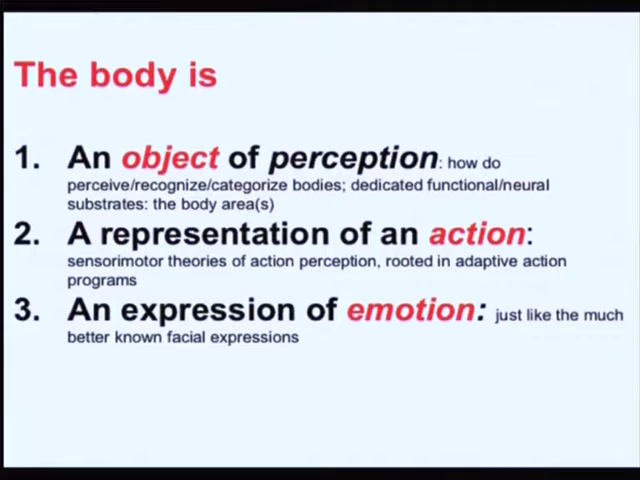 The body is
1. An object of perception: how do
perceive/recognize/categorize bodies; dedicated functional/neural
substrates: the body area(s)
2. A representation of an action:
sensorimotor theories of action perception, rooted in adaptive action
programs
3. An expression of emotion: just like the much
better known facial expressions